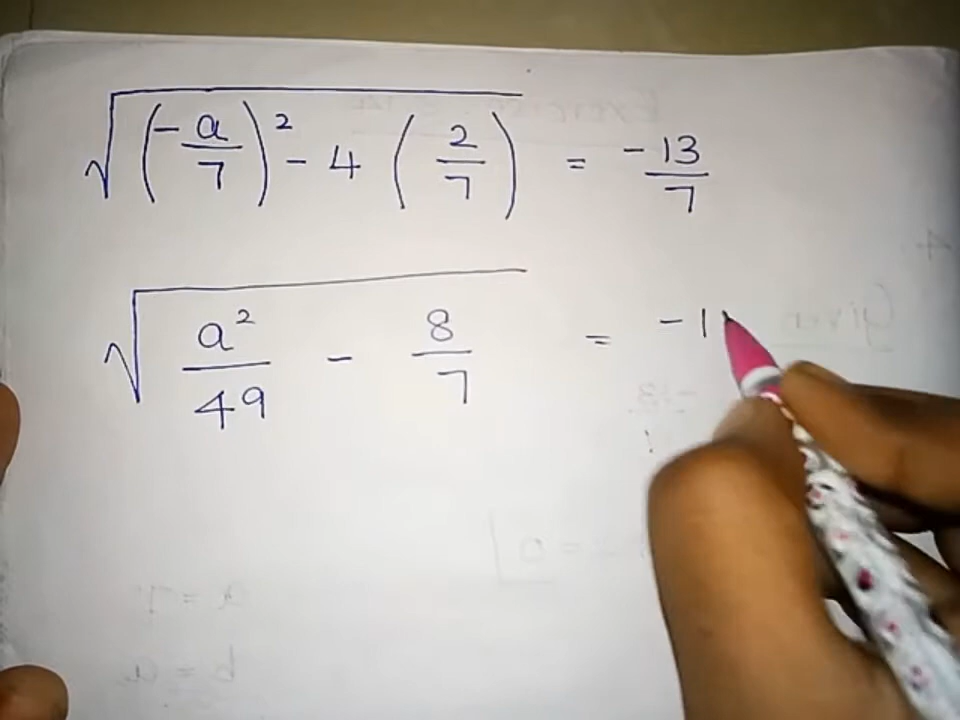 √((-a/7)² - 4(2/7)) = -13/7
√(a²/49 - 8/7) = -1